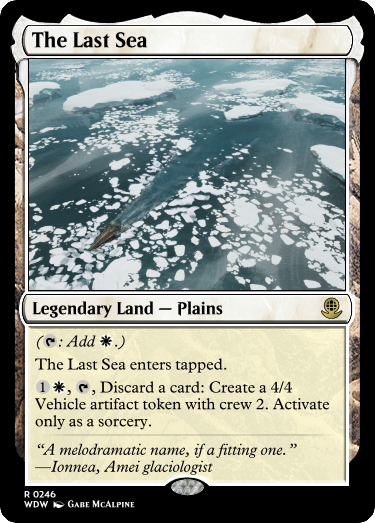 The Last Sea
Legendary Land — Plains
(: Add .)
The Last Sea enters tapped.
1, , Discard a card: Create a 4/4
Vehicle artifact token with crew 2. Activate
only as a sorcery.
“A melodramatic name, if a fitting one.”
—Ionnea, Amei glaciologist
R 0246
WDW Gabe McAlpine